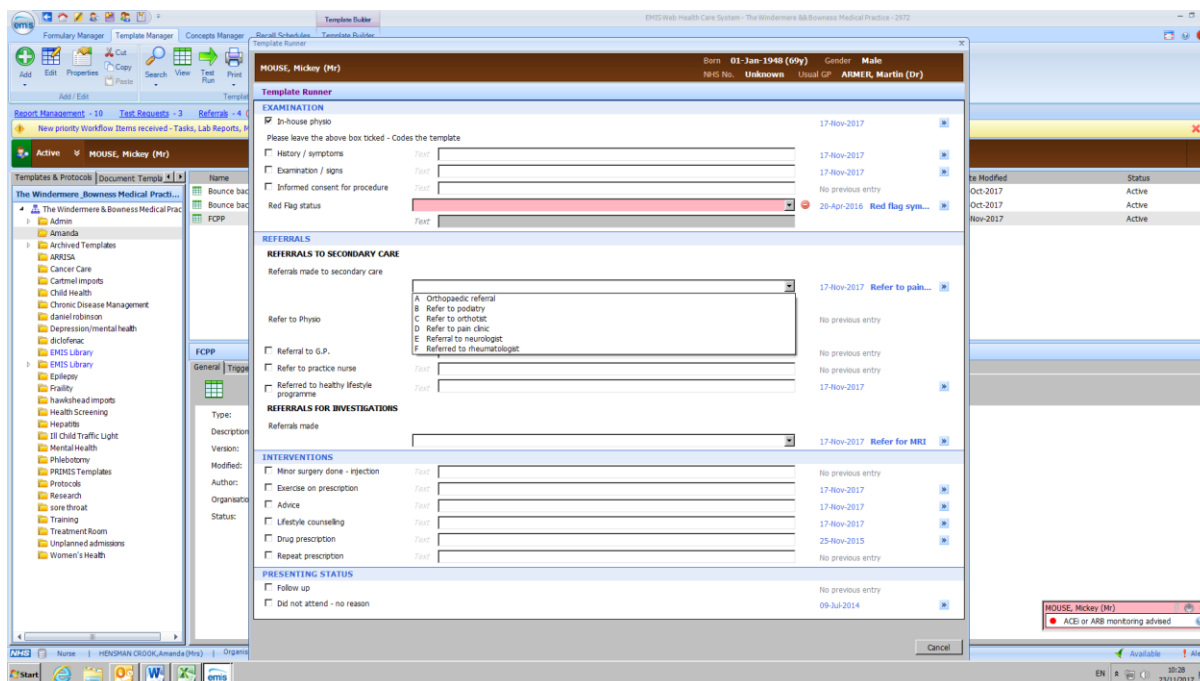 emis
Template Builder
EMIS Web Health Care System - The Windermere && Bowness Medical Practice - 2972
Formulary Manager Template Manager Concepts Manager Recall Schedules Template Builder
Add Edit Properties Cut Copy Paste Search View Test Run Print
Add / Edit
Report Management - 10 Test Requests - 3 Referrals - 4
New priority Workflow Items received - Tasks, Lab Reports, M
Active MOUSE, Mickey (Mr)
Templates & Protocols Document Templa
The Windermere _Bowness Medical Practi...
The Windermere & Bowness Medical Prac
Admin
Amanda
Archived Templates
ARRISA
Cancer Care
Cartmel imports
Child Health
Chronic Disease Management
daniel robinson
Depression/mental health
diclofenac
EMIS Library
EMIS Library
Epilepsy
Fraility
hawkshead imports
Health Screening
Hepatitis
Ill Child Traffic Light
Mental Health
Phlebotomy
PRIMIS Templates
Protocols
Research
sore throat
Training
Treatment Room
Unplanned admissions
Women's Health
Name
Bounce bac
Bounce bac
FCPP
FCPP
General Trigge
Type:
Description
Version:
Modified:
Author:
Organisatio
Status:
Template Runner
MOUSE, Mickey (Mr) Born 01-Jan-1948 (69y) Gender Male
NHS No. Unknown Usual GP ARMER, Martin (Dr)
Template Runner
EXAMINATION
In-house physio 17-Nov-2017
Please leave the above box ticked - Codes the template
History / symptoms Text 17-Nov-2017
Examination / signs Text 17-Nov-2017
Informed consent for procedure Text No previous entry
Red Flag status 20-Apr-2016 Red flag sym...
Text
REFERRALS
REFERRALS TO SECONDARY CARE
Referrals made to secondary care
17-Nov-2017 Refer to pain...
A Orthopaedic referral
B Refer to podiatry
C Refer to orthotist
D Refer to pain clinic
E Referral to neurologist
F Referred to rheumatologist
Refer to Physio No previous entry
Referral to G.P. No previous entry
Refer to practice nurse Text No previous entry
Referred to healthy lifestyle programme Text 17-Nov-2017
REFERRALS FOR INVESTIGATIONS
Referrals made
17-Nov-2017 Refer for MRI
INTERVENTIONS
Minor surgery done - injection Text No previous entry
Exercise on prescription Text 17-Nov-2017
Advice Text 17-Nov-2017
Lifestyle counselling Text 17-Nov-2017
Drug prescription Text 25-Nov-2015
Repeat prescription Text No previous entry
PRESENTING STATUS
Follow up No previous entry
Did not attend - no reason 09-Jul-2014
Cancel
te Modified Status
Oct-2017 Active
Oct-2017 Active
Nov-2017 Active
MOUSE, Mickey (Mr)
ACEi or ARB monitoring advised
NHS Nurse | HENSMAN CROOK, Amanda (Mrs) | Organis
Available ! Ale
Start emis EN 10:28
23/11/2017